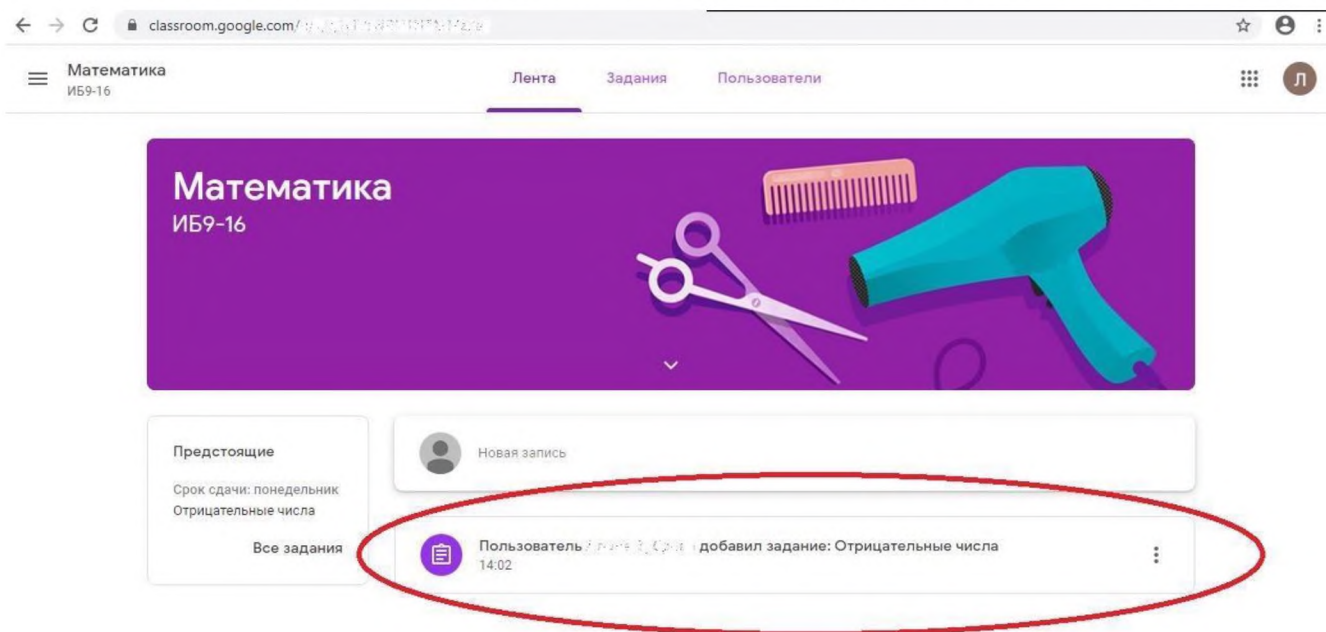 classroom.google.com/
Математика
ИБ9-16
Лента
Задания
Пользователи
Л
Математика
ИБ9-16
Предстоящие
Срок сдачи: понедельник
Отрицательные числа
Все задания
Новая запись
Пользователь добавил задание: Отрицательные числа
14:02